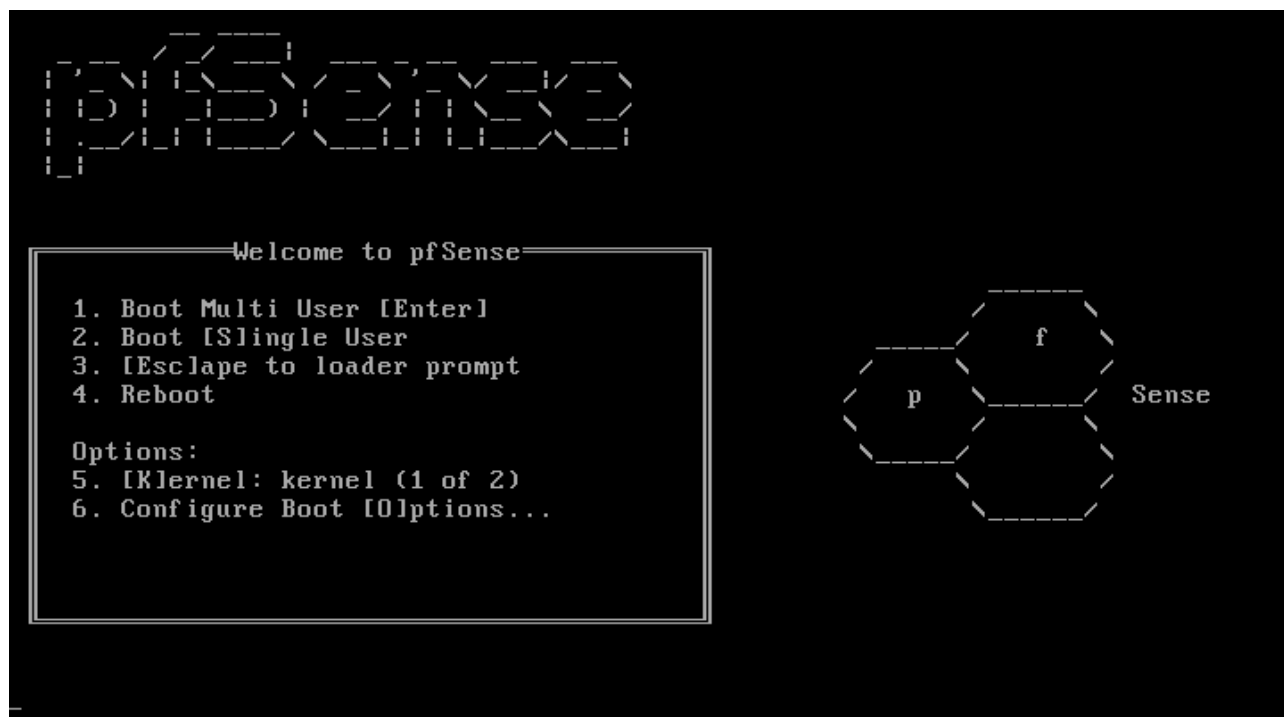 pfSense
Welcome to pfSense
1. Boot Multi User [Enter]
2. Boot [S]ingle User
3. [Esc]ape to loader prompt
4. Reboot
Options:
5. [K]ernel: kernel (1 of 2)
6. Configure Boot [O]ptions...
f
p
Sense